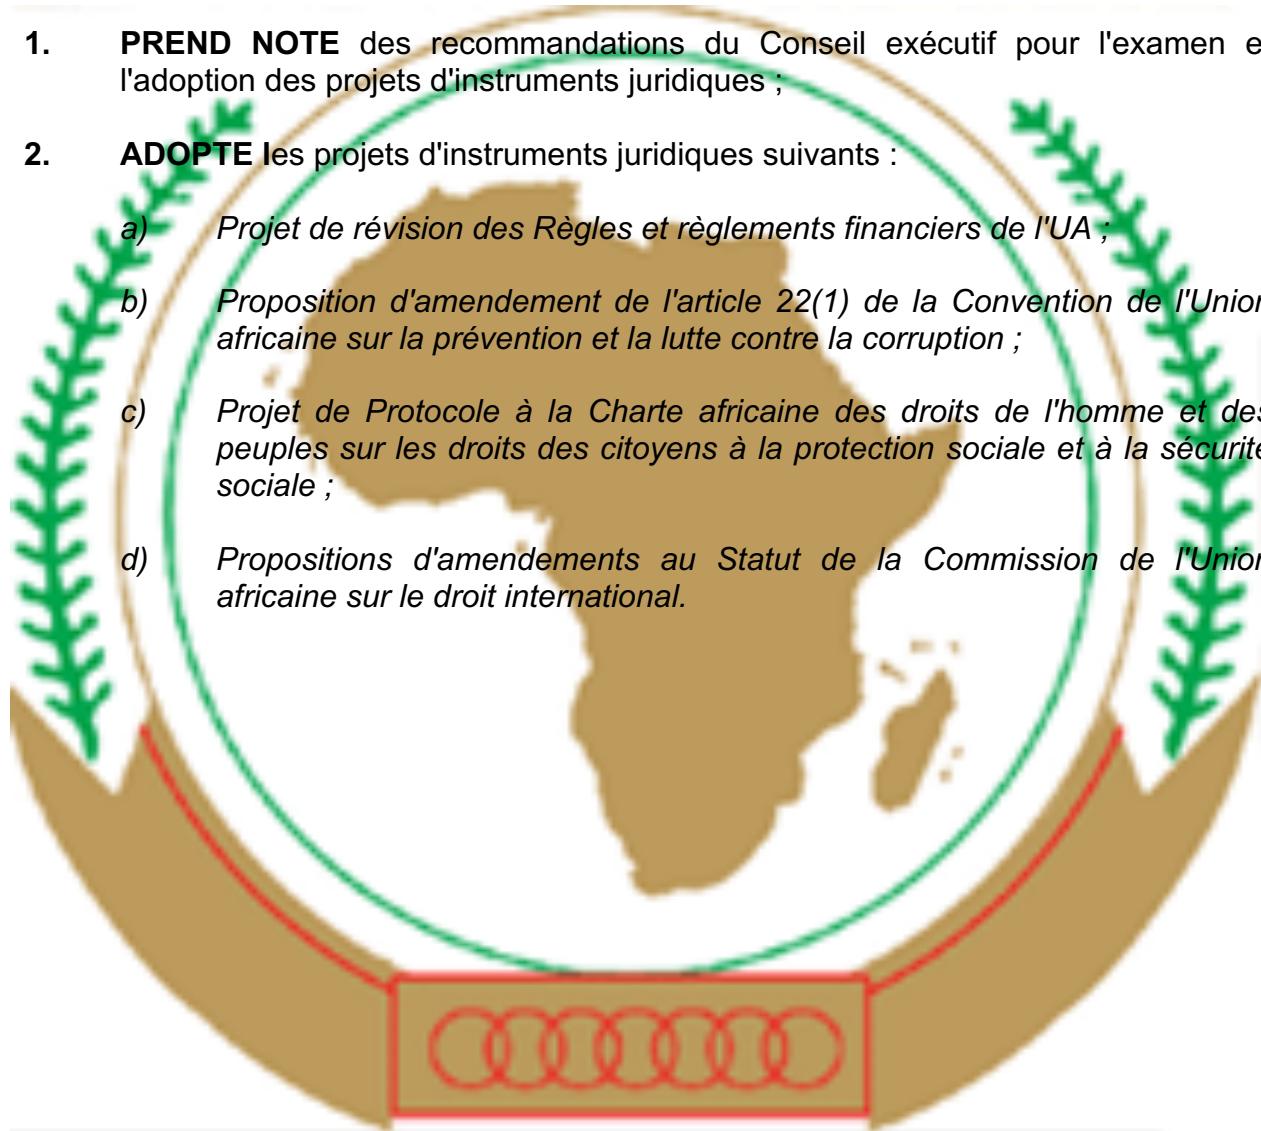 1. PREND NOTE des recommandations du Conseil exécutif pour l'examen e
l'adoption des projets d'instruments juridiques ;
2. ADOPTE les projets d'instruments juridiques suivants :
a) Projet de révision des Règles et règlements financiers de l'UA ;
b) Proposition d'amendement de l'article 22(1) de la Convention de l'Union
africaine sur la prévention et la lutte contre la corruption ;
c) Projet de Protocole à la Charte africaine des droits de l'homme et des
peuples sur les droits des citoyens à la protection sociale et à la sécurité
sociale ;
d) Propositions d'amendements au Statut de la Commission de l'Union
africaine sur le droit international.